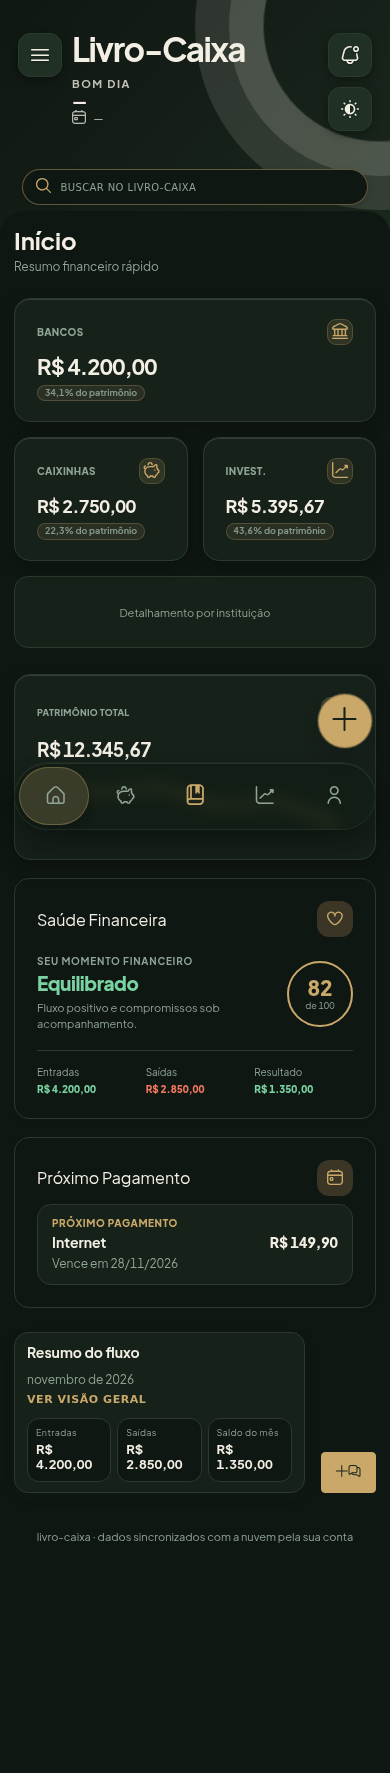 Livro-Caixa
BOM DIA
—
—
BUSCAR NO LIVRO-CAIXA
Início
Resumo financeiro rápido
BANCOS
R$ 4.200,00
34,1% do patrimônio
CAIXINHAS
R$ 2.750,00
22,3% do patrimônio
INVEST.
R$ 5.395,67
43,6% do patrimônio
Detalhamento por instituição
PATRIMÔNIO TOTAL
R$ 12.345,67
Saúde Financeira
SEU MOMENTO FINANCEIRO
Equilibrado
Fluxo positivo e compromissos sob
acompanhamento.
82
de 100
Entradas
R$ 4.200,00
Saídas
R$ 2.850,00
Resultado
R$ 1.350,00
Próximo Pagamento
PRÓXIMO PAGAMENTO
Internet
R$ 149,90
Vence em 28/11/2026
Resumo do fluxo
novembro de 2026
VER VISÃO GERAL
Entradas
R$
4.200,00
Saídas
R$
2.850,00
Saldo do mês
R$
1.350,00
livro-caixa · dados sincronizados com a nuvem pela sua conta